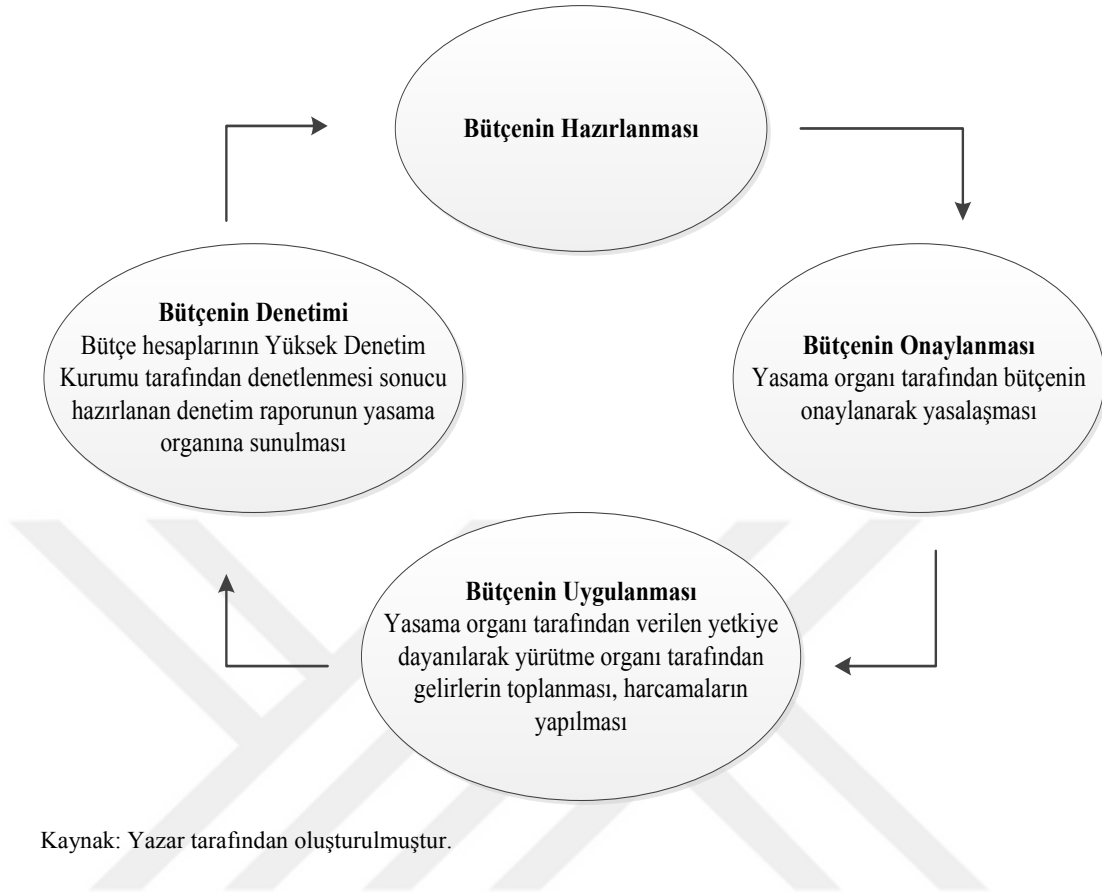 Bütçenin Hazırlanması
Bütçenin Onaylanması
Yasama organı tarafından bütçenin
onaylanarak yasalaşması
Bütçenin Uygulanması
Yasama organı tarafından verilen yetkiye
dayanılarak yürütme organı tarafından
gelirlerin toplanması, harcamaların
yapılması
Bütçenin Denetimi
Bütçe hesaplarının Yüksek Denetim
Kurumu tarafından denetlenmesi sonucu
hazırlanan denetim raporunun yasama
organına sunulması
Kaynak: Yazar tarafından oluşturulmuştur.